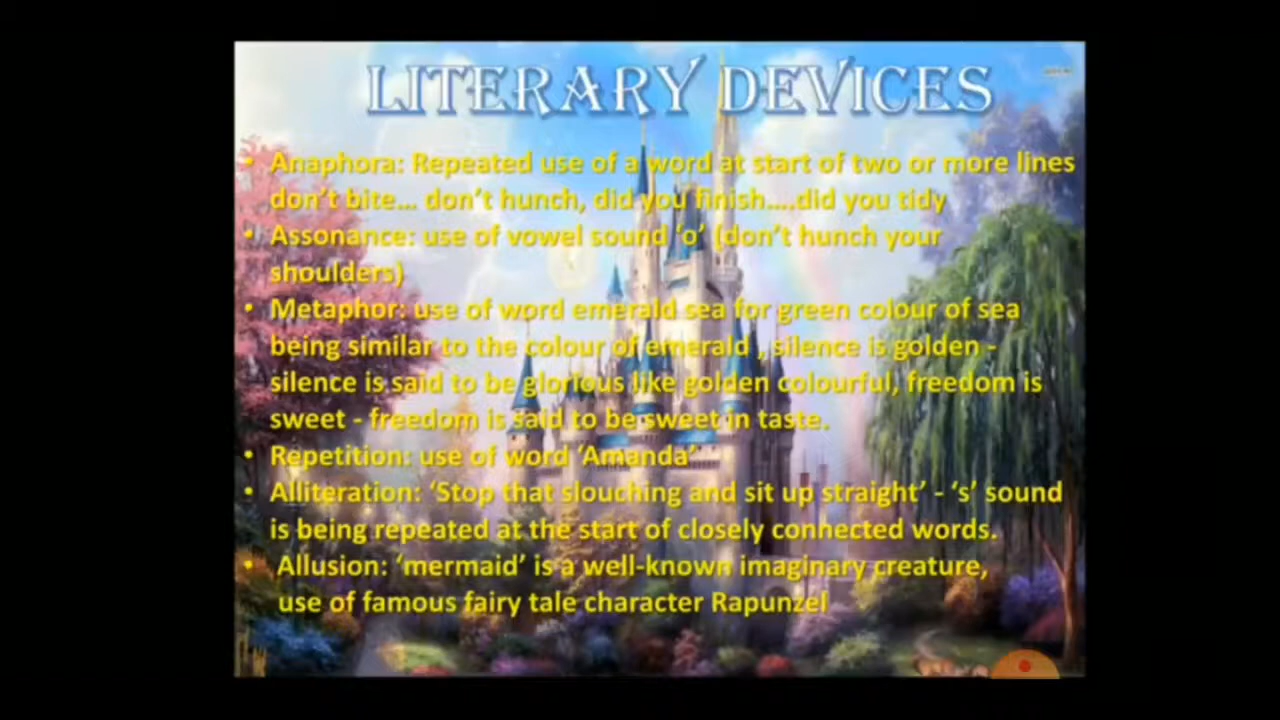 LITERARY DEVICES
• Anaphora: Repeated use of a word at start of two or more lines
don't bite... don't hunch, did you finish....did you tidy
• Assonance: use of vowel sound 'o' (don't hunch your
shoulders)
• Metaphor: use of word emerald sea for green colour of sea
being similar to the colour of emerald , silence is golden -
silence is said to be glorious like golden colourful, freedom is
sweet - freedom is said to be sweet in taste.
• Repetition: use of word 'Amanda'
• Alliteration: 'Stop that slouching and sit up straight' - 's' sound
is being repeated at the start of closely connected words.
• Allusion: 'mermaid' is a well-known imaginary creature,
use of famous fairy tale character Rapunzel